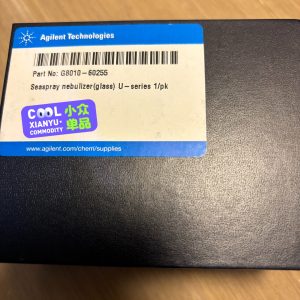 Agilent Technologies
Part No: G8010-60255
Seaspray nebulizer(glass) U-series 1/pk
COOL 小众
XIANYU· 单品
COMMODITY
www.agilent.com/chem/supplies